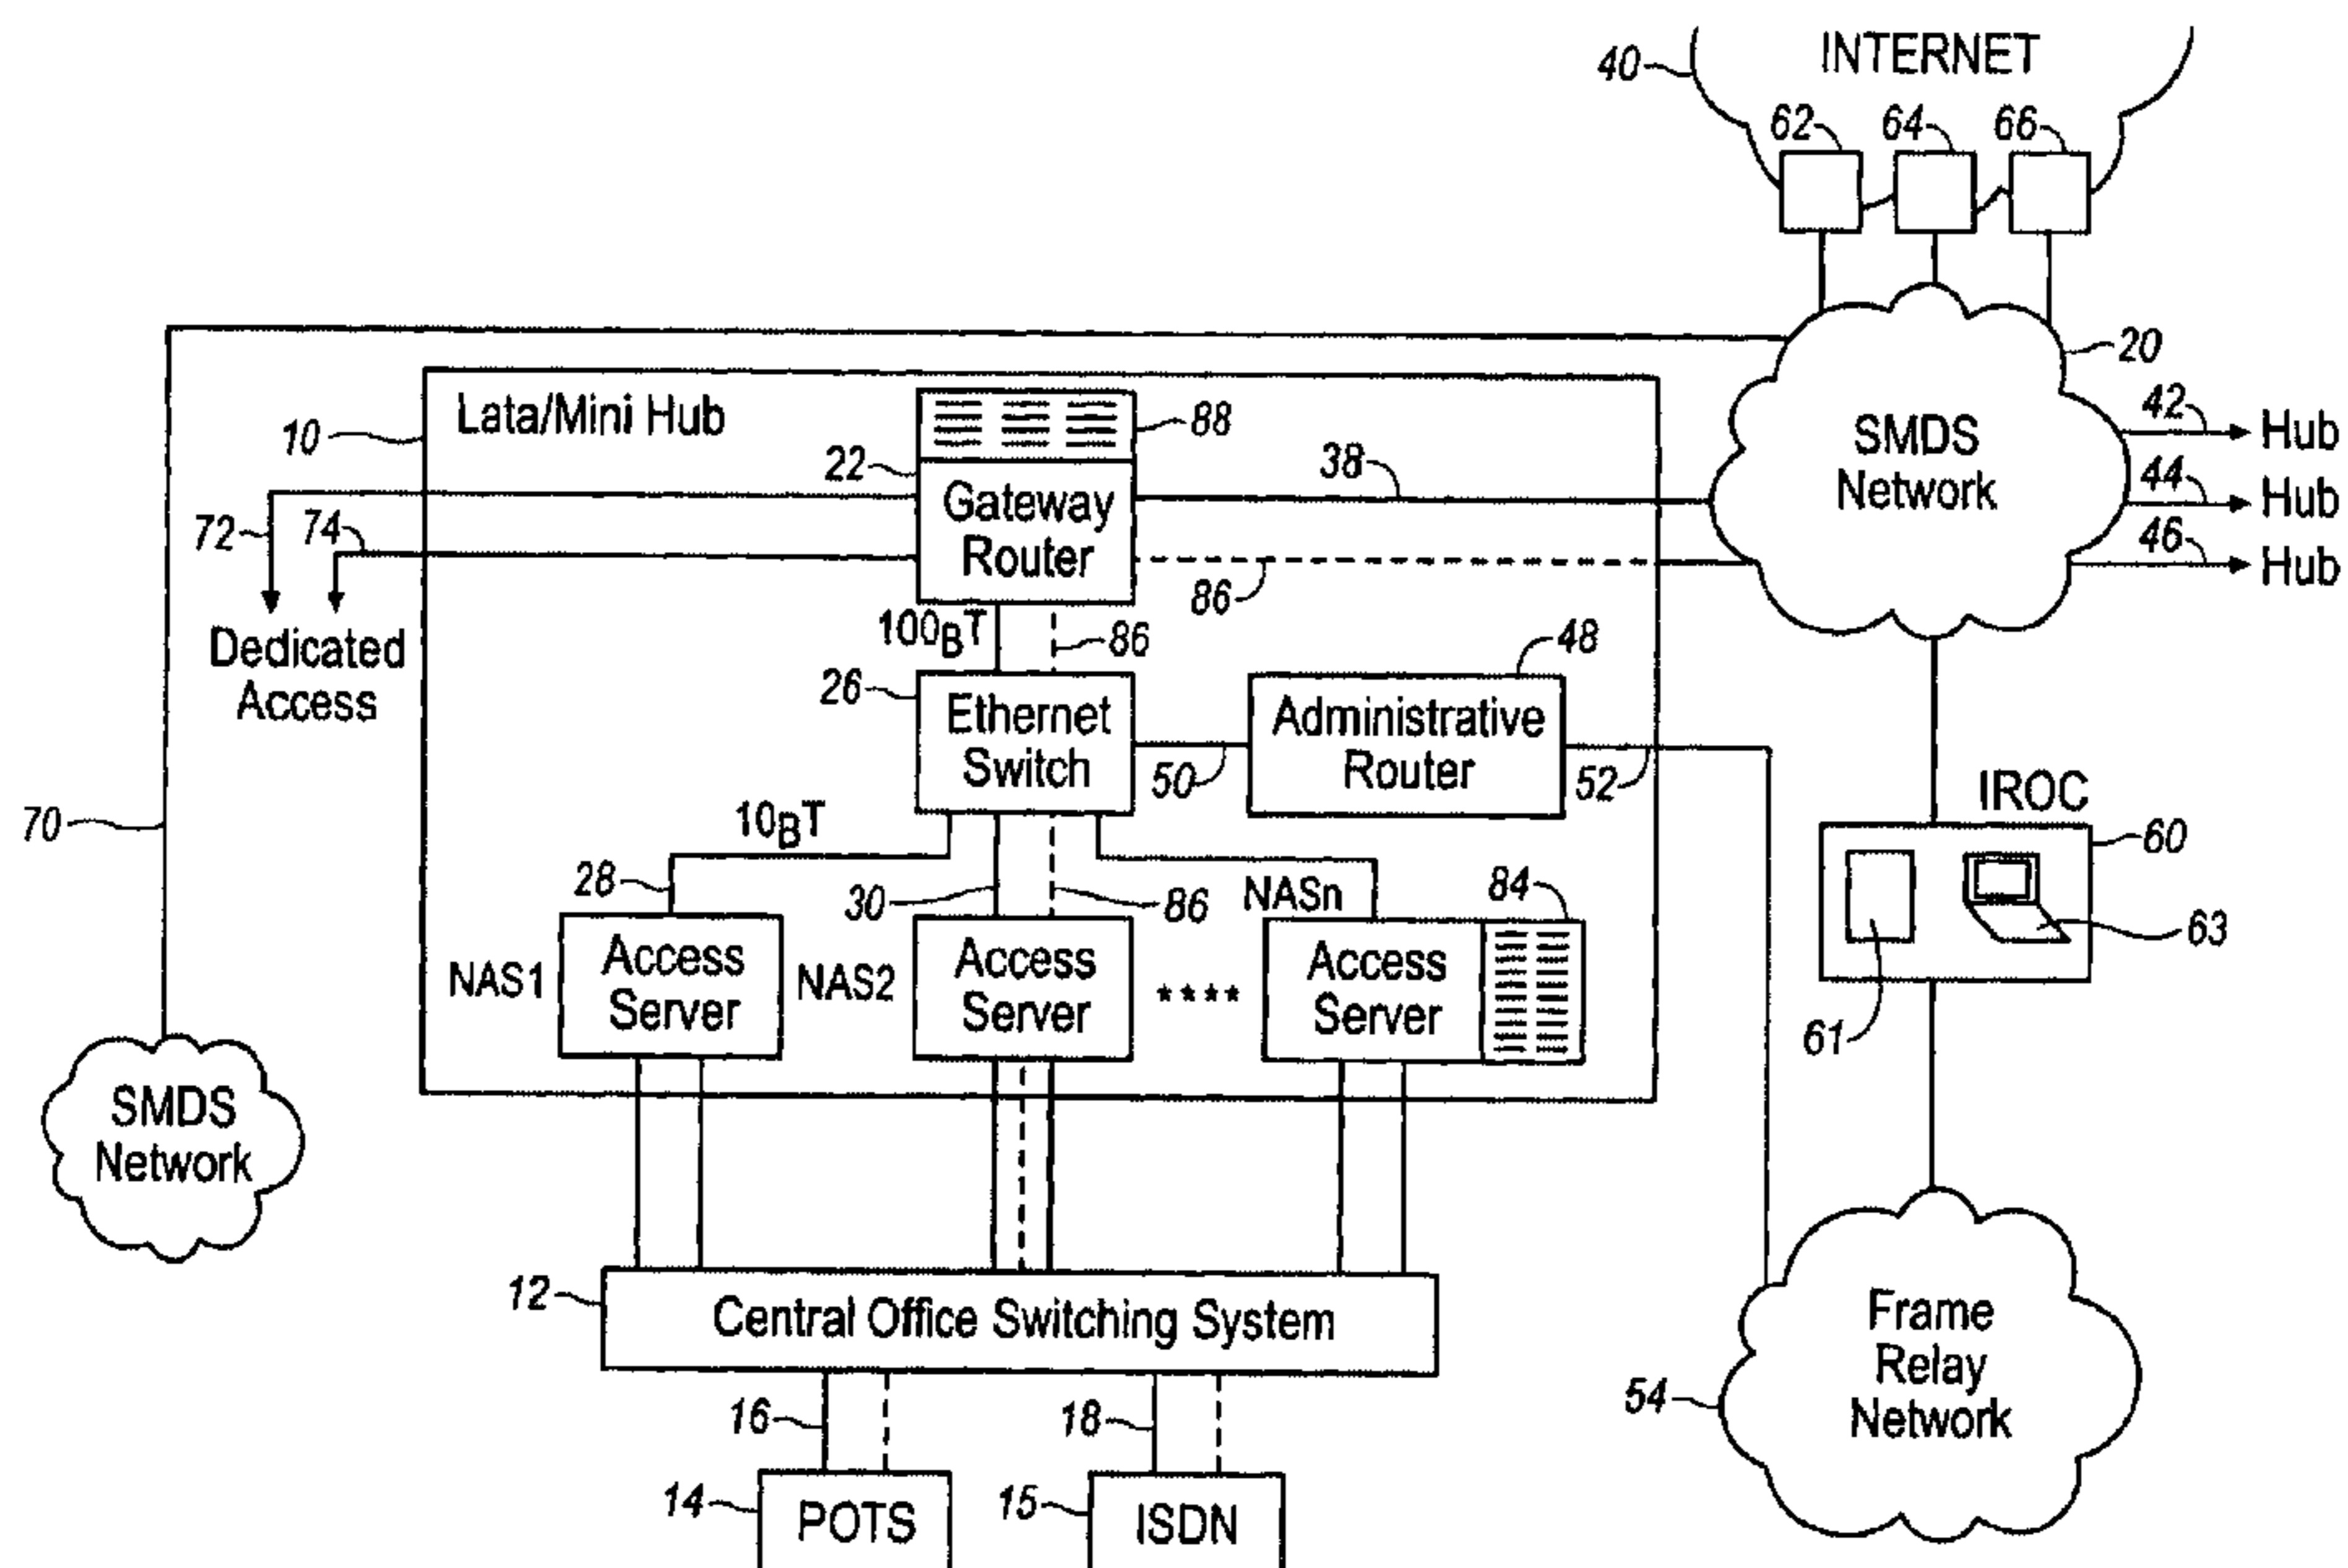 INTERNET
40
62
64
66
20
SMDS
Network
42
Hub
44
Hub
46
Hub
Lata/Mini Hub
10
88
22
Gateway
Router
38
86
72
74
Dedicated
Access
100BT
86
26
Ethernet
Switch
48
Administrative
Router
50
52
70
10BT
28
30
86
NASn
84
NAS1
Access
Server
NAS2
Access
Server
****
Access
Server
IROC
60
63
61
SMDS
Network
12
Central Office Switching System
16
18
14
POTS
15
ISDN
54
Frame
Relay
Network